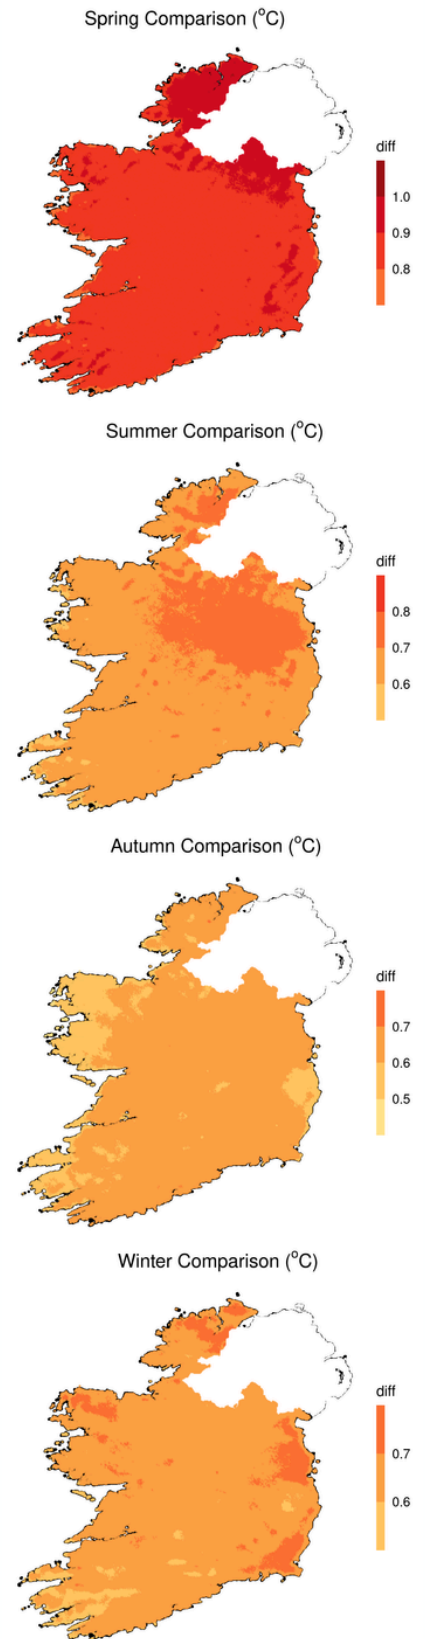 Spring Comparison (°C)
diff
1.0
0.9
0.8
Summer Comparison (°C)
diff
0.8
0.7
0.6
Autumn Comparison (°C)
diff
0.7
0.6
0.5
Winter Comparison (°C)
diff
0.7
0.6